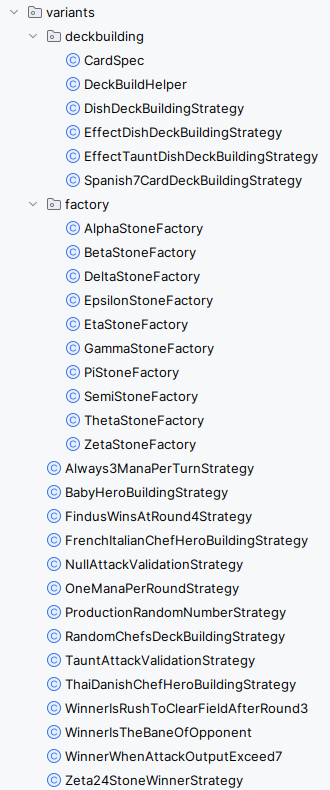 variants
deckbuilding
CardSpec
DeckBuildHelper
DishDeckBuildingStrategy
EffectDishDeckBuildingStrategy
EffectTauntDishDeckBuildingStrategy
Spanish7CardDeckBuildingStrategy
factory
AlphaStoneFactory
BetaStoneFactory
DeltaStoneFactory
EpsilonStoneFactory
EtaStoneFactory
GammaStoneFactory
PiStoneFactory
SemiStoneFactory
ThetaStoneFactory
ZetaStoneFactory
Always3ManaPerTurnStrategy
BabyHeroBuildingStrategy
FindusWinsAtRound4Strategy
FrenchItalianChefHeroBuildingStrategy
NullAttackValidationStrategy
OneManaPerRoundStrategy
ProductionRandomNumberStrategy
RandomChefsDeckBuildingStrategy
TauntAttackValidationStrategy
ThaiDanishChefHeroBuildingStrategy
WinnerIsRushToClearFieldAfterRound3
WinnerIsTheBaneOfOpponent
WinnerWhenAttackOutputExceed7
Zeta24StoneWinnerStrategy